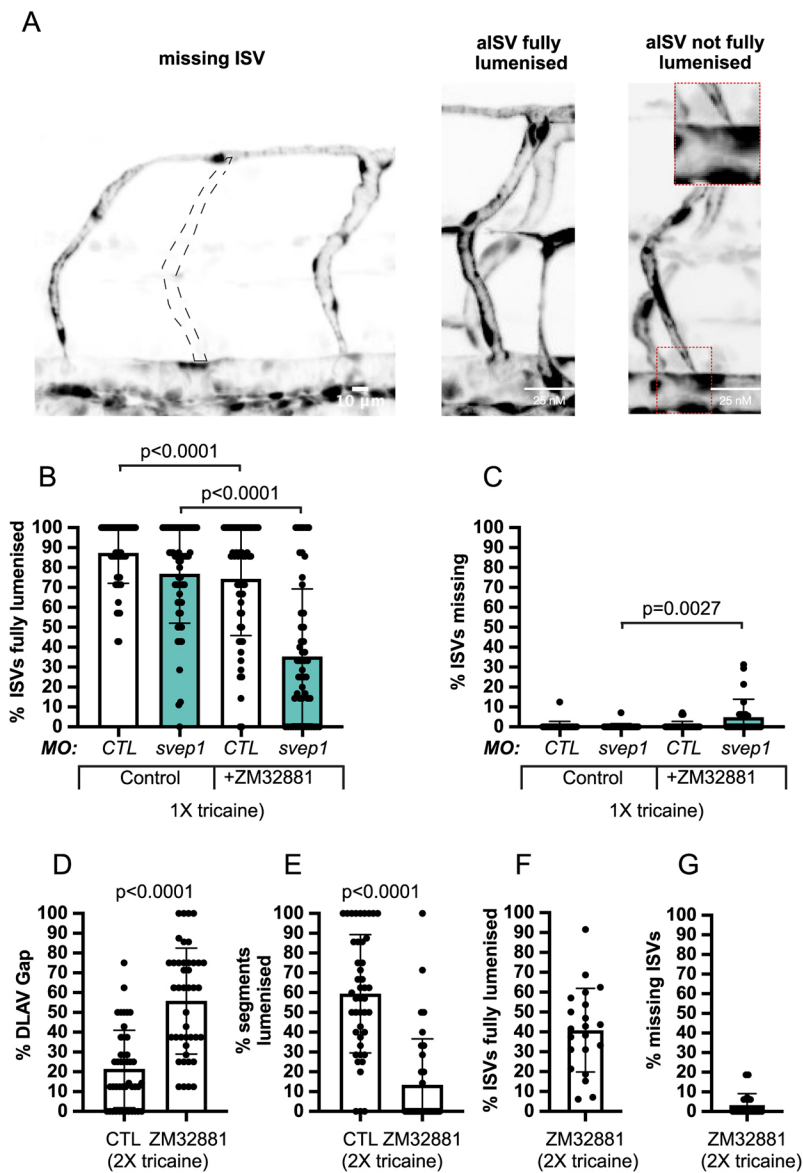 A
missing ISV
aISV fully
lumenised
aISV not fully
lumenised
10 μm
25 nM
25 nM
B
p<0.0001
p<0.0001
% ISVs fully lumenised
100
90
80
70
60
50
40
30
20
10
0
MO: CTL svep1 CTL svep1
Control +ZM32881
1X tricaine)
C
p=0.0027
% ISVs missing
100
90
80
70
60
50
40
30
20
10
0
MO: CTL svep1 CTL svep1
Control +ZM32881
1X tricaine)
D
p<0.0001
% DLAV Gap
100
90
80
70
60
50
40
30
20
10
0
CTL ZM32881
(2X tricaine)
E
p<0.0001
% segments
lumenised
100
90
80
70
60
50
40
30
20
10
0
CTL ZM32881
(2X tricaine)
F
% ISVs fully lumenised
100
90
80
70
60
50
40
30
20
10
0
ZM32881
(2X tricaine)
G
% missing ISVs
100
90
80
70
60
50
40
30
20
10
0
ZM32881
(2X tricaine)